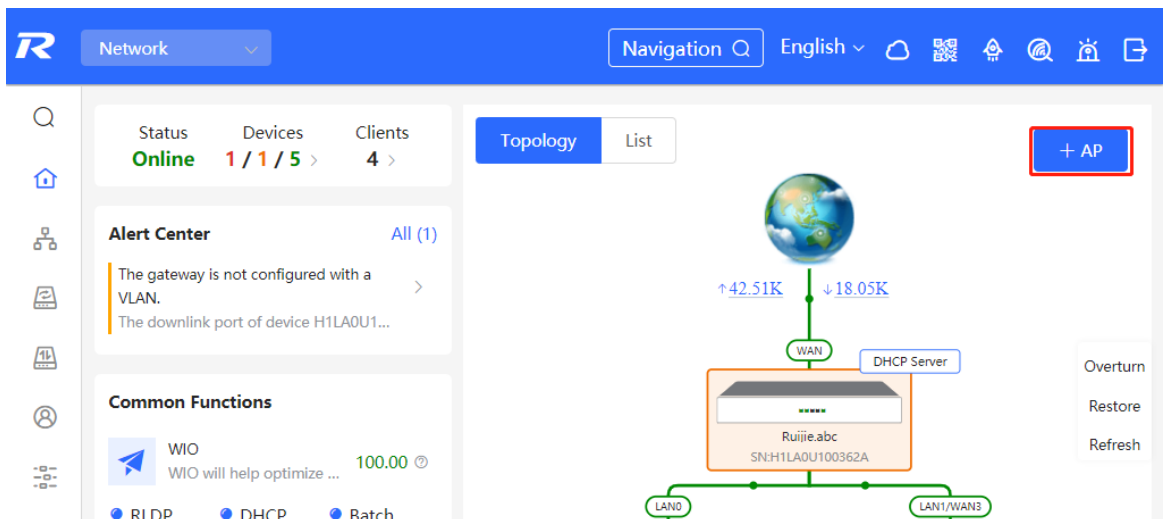 Network
Navigation
English
Status Devices Clients
Online 1 / 1 / 5 > 4 >
Topology List
+ AP
Alert Center All (1)
The gateway is not configured with a
VLAN.
The downlink port of device H1LA0U1...
↑42.51K ↓18.05K
WAN
DHCP Server
Ruijie.abc
SN:H1LA0U100362A
Overturn
Restore
Refresh
Common Functions
WIO
WIO will help optimize ... 100.00
RLDP DHCP Batch
LAN0 LAN1/WAN3